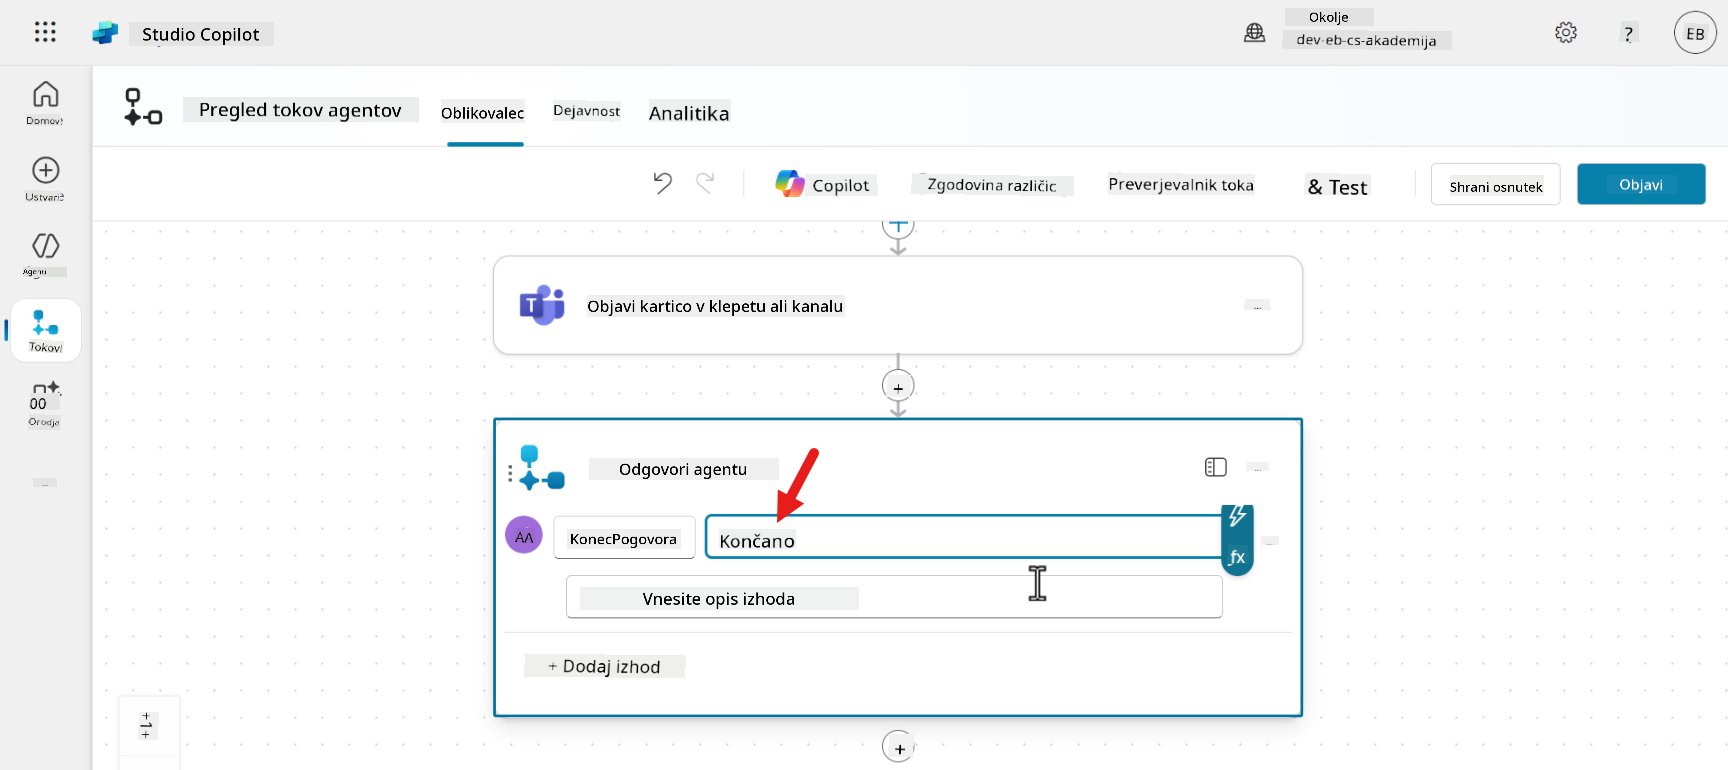 Studio Copilot
Okolje
dev-eb-cs-akademija
?
EB
Domov
Ustvari
Agenti
Tokovi
Orodja
...
Pregled tokov agentov
Oblikovalec
Dejavnost
Analitika
Copilot
Zgodovina različic
Preverjevalnik toka
& Test
Shrani osnutek
Objavi
Objavi kartico v klepetu ali kanalu
...
+
Odgovori agentu
...
AA
KonecPogovora
Končano
fx
...
Vnesite opis izhoda
+ Dodaj izhod
+